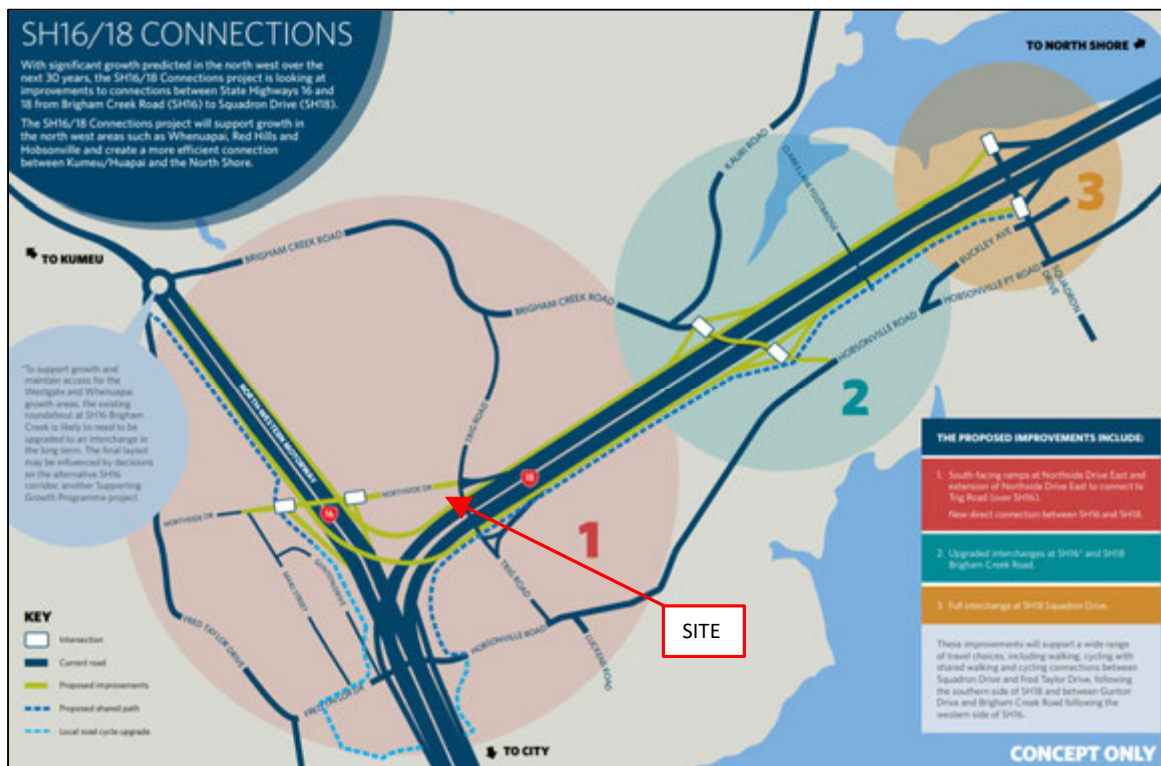 SH16/18 CONNECTIONS
With significant growth predicted in the north west over the
next 30 years, the SH16/18 Connections project is looking at
improvements to connections between State Highways 16 and
18 from Brigham Creek Road (SH16) to Squadron Drive (SH18).
The SH16/18 Connections project will support growth in
the north west areas such as Whenuapai, Red Hills and
Hobsonville and create a more efficient connection
between Kumeu/Huapai and the North Shore.
TO NORTH SHORE
3
KAURI ROAD
CLARKS LANE FOOTBRIDGE
BUCKLEY AVE
SQUADRON DRIVE
HOBSONVILLE PT ROAD
TO KUMEU
BRIGHAM CREEK ROAD
BRIGHAM CREEK ROAD
HOBSONVILLE ROAD
2
"To support growth and
maintain access for the
Westgate and Whenuapai
growth areas, the existing
roundabout at SH16 Brigham
Creek is likely to need to be
upgraded to an interchange in
the long term. The final layout
may be influenced by decisions
on the alternative SH16
corridor, another Supporting
Growth Programme project.
NORTH-WESTERN MOTORWAY
TRIG ROAD
18
NORTHSIDE DR
NORTHSIDE DR
16
1
MAKI STREET
GUNTON DRIVE
TRIG ROAD
FRED TAYLOR DRIVE
HOBSONVILLE ROAD
LUCKENS ROAD
FRED TAYLOR DR
SITE
TO CITY
KEY
Intersection
Current road
Proposed improvements
Proposed shared path
Local road cycle upgrade
THE PROPOSED IMPROVEMENTS INCLUDE:
1. South-facing ramps at Northside Drive East and
extension of Northside Drive East to connect to
Trig Road (over SH16).
New direct connection between SH16 and SH18.
2. Upgraded interchanges at SH16* and SH18
Brigham Creek Road.
3. Full interchange at SH18 Squadron Drive.
These improvements will support a wide range
of travel choices, including walking, cycling with
shared walking and cycling connections between
Squadron Drive and Fred Taylor Drive, following
the southern side of SH18 and between Gunton
Drive and Brigham Creek Road following the
western side of SH16.
CONCEPT ONLY